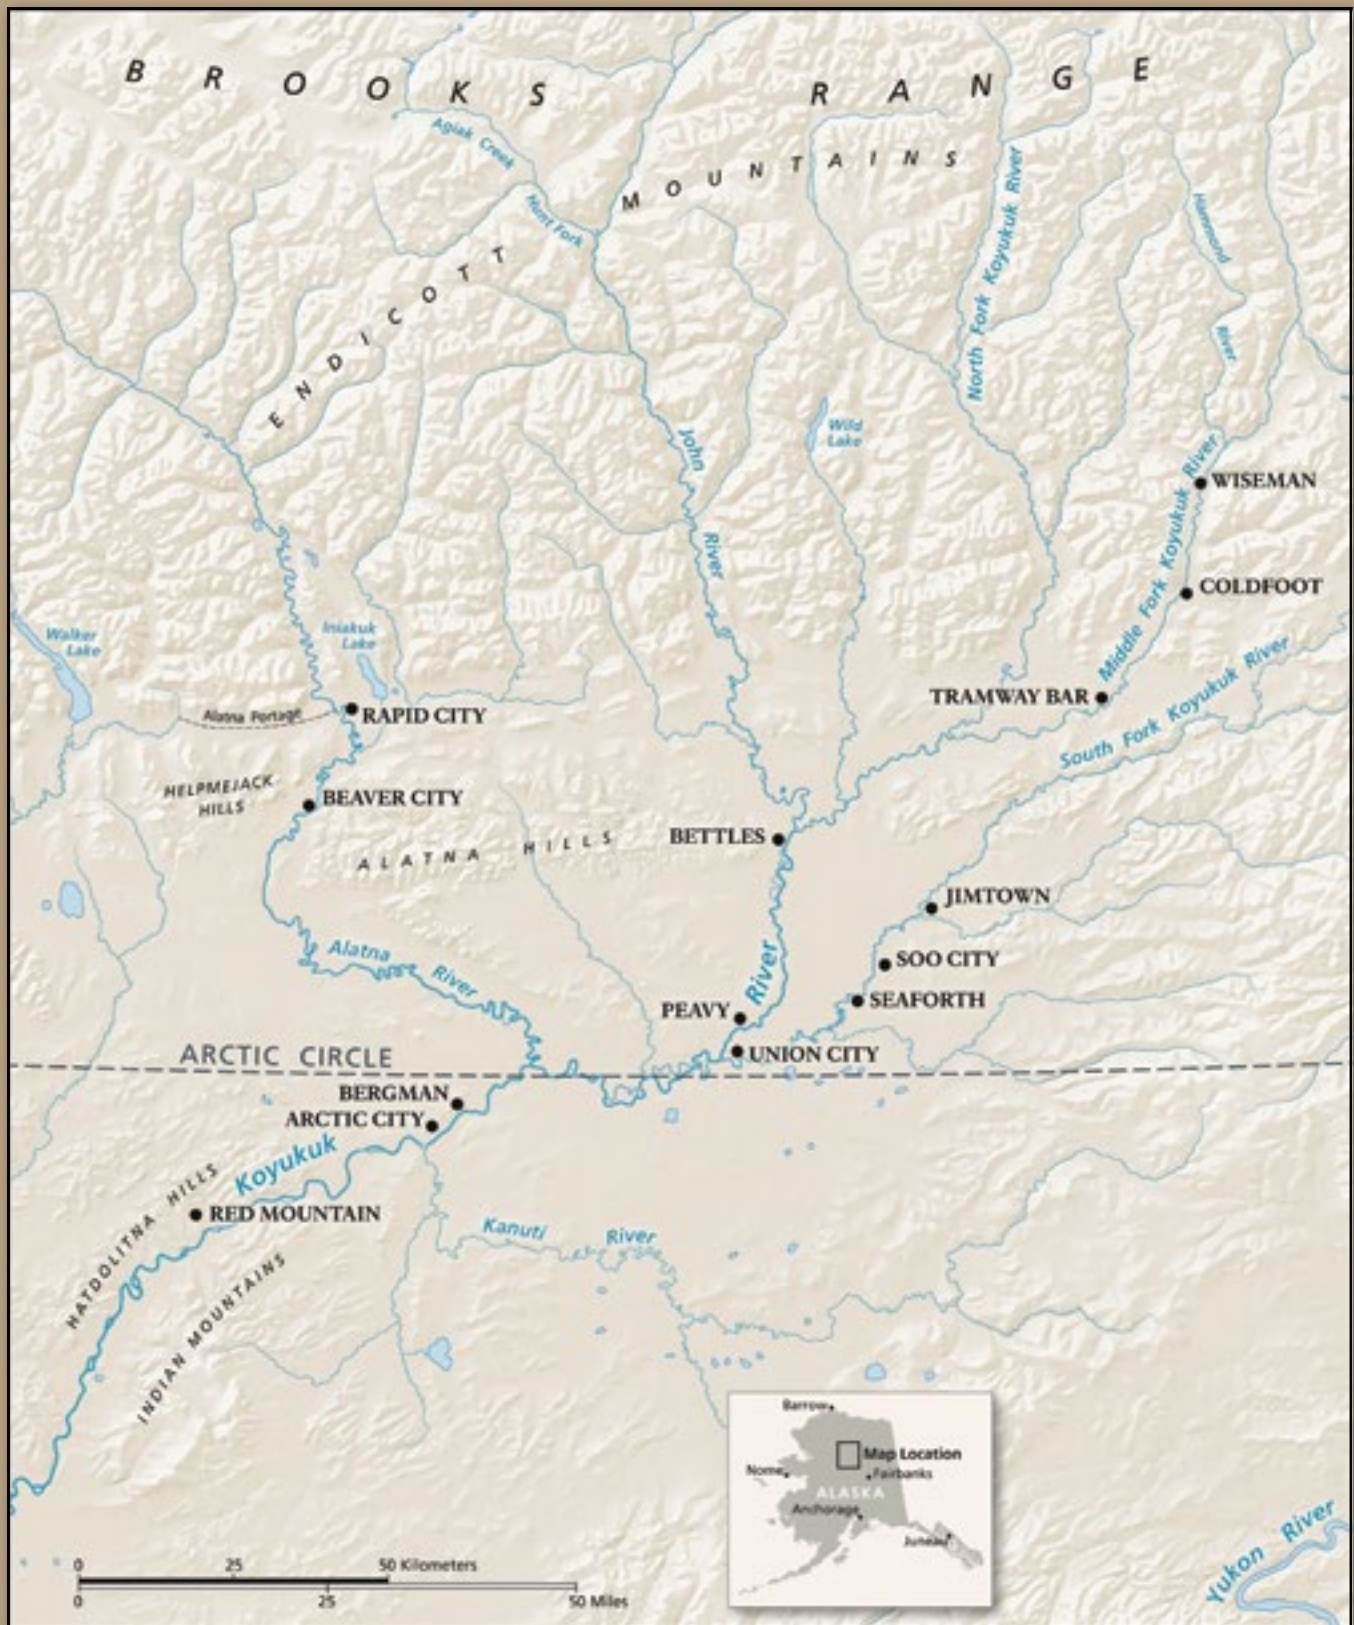 BROOKS RANGE
Agiak Creek
MOUNTAINS
Hunt Fork
ENDICOTT
North Fork Koyukuk River
Hammond
River
John
River
Wild
Lake
Middle Fork Koyukuk River
WISEMAN
COLDFOOT
Walker
Lake
Iniakuk
Lake
South Fork Koyukuk River
TRAMWAY BAR
Alatna Portage
RAPID CITY
HELPMEJACK
HILLS
BEAVER CITY
ALATNA HILLS
BETTLES
JIMTOWN
Alatna River
River
SOO CITY
SEAFORTH
PEAVY
UNION CITY
ARCTIC CIRCLE
BERGMAN
ARCTIC CITY
Koyukuk
RED MOUNTAIN
HATDOLITNA HILLS
INDIAN MOUNTAINS
Kanuti River
Barrow
Map Location
Nome
Fairbanks
ALASKA
Anchorage
Juneau
Yukon River
0 25 50 Kilometers
0 25 50 Miles